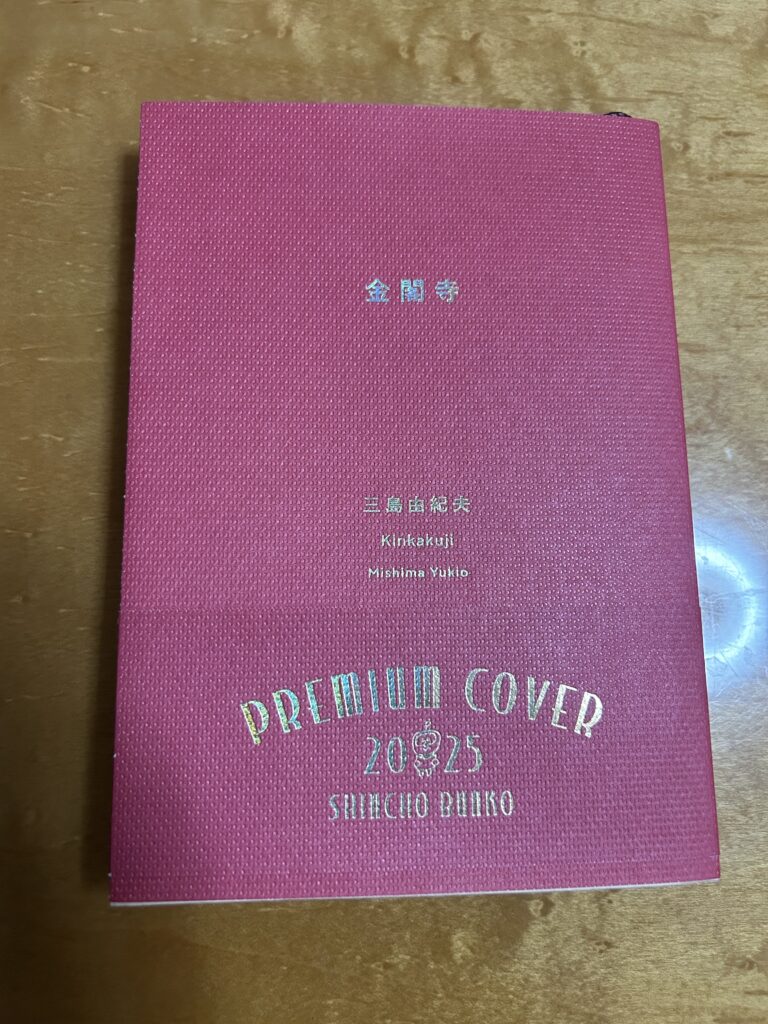 金閣寺
三島由紀夫
Kinkakuji
Mishima Yukio
PREMIUM COVER
2025
SHINCHO BUNKO